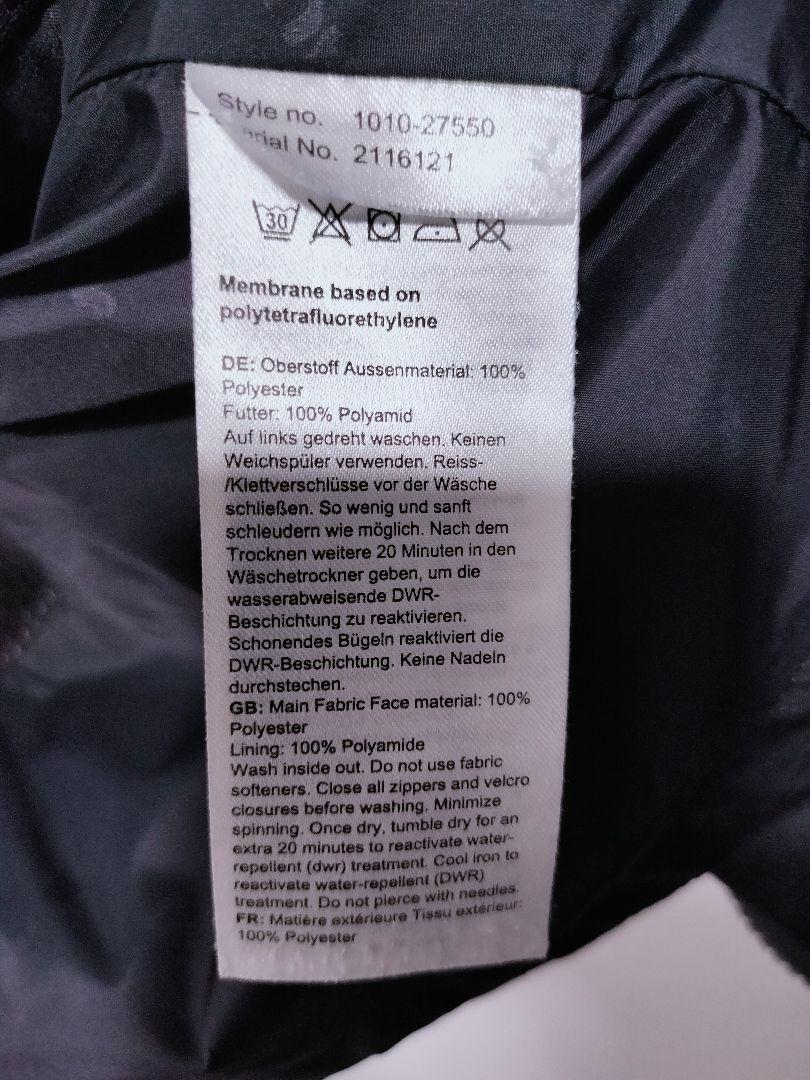 Style no. 1010-27550
No. 2116121
30
Membrane based on
polytetrafluorethylene
DE: Oberstoff Aussenmaterial: 100%
Polyester
Futter: 100% Polyamid
Auf links gedreht waschen. Keinen
Weichspüler verwenden. Reiss-
/Klettverschlüsse vor der Wäsche
schließen. So wenig und sanft
schleudern wie möglich. Nach dem
Trocknen weitere 20 Minuten in den
Wäschetrockner geben, um die
wasserabweisende DWR-
Beschichtung zu reaktivieren.
Schonendes Bügeln reaktiviert die
DWR-Beschichtung. Keine Nadeln
durchstechen.
GB: Main Fabric Face material: 100%
Polyester
Lining: 100% Polyamide
Wash inside out. Do not use fabric
softeners. Close all zippers and velcro
closures before washing. Minimize
spinning. Once dry, tumble dry for an
extra 20 minutes to reactivate water-
repellent (dwr) treatment. Cool iron to
reactivate water-repellent (DWR)
treatment. Do not pierce with needles.
FR: Matière extérieure Tissu extérieur:
100% Polyester